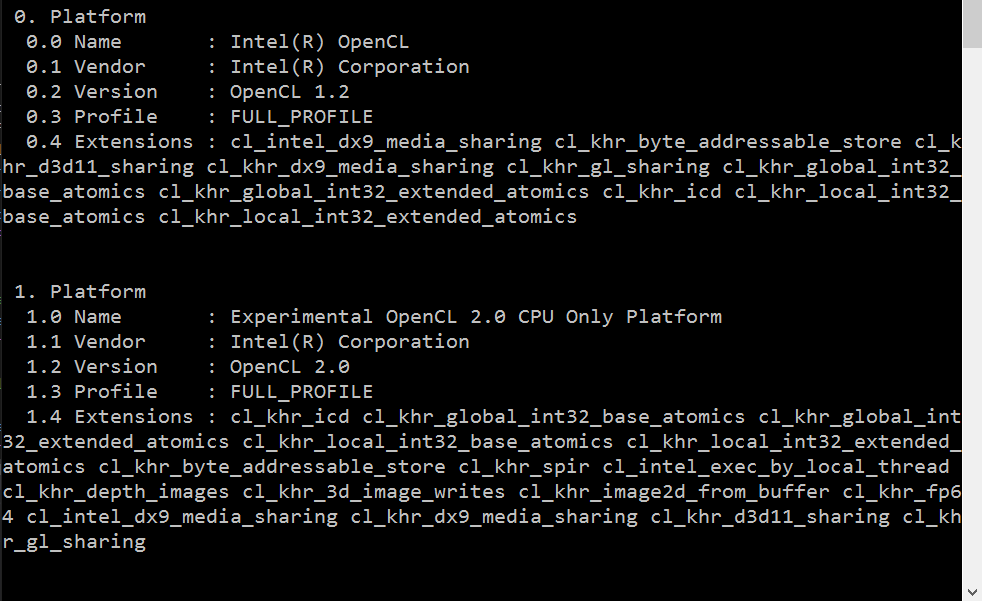 0. Platform
0.0 Name : Intel(R) OpenCL
0.1 Vendor : Intel(R) Corporation
0.2 Version : OpenCL 1.2
0.3 Profile : FULL_PROFILE
0.4 Extensions : cl_intel_dx9_media_sharing cl_khr_byte_addressable_store cl_k
hr_d3d11_sharing cl_khr_dx9_media_sharing cl_khr_gl_sharing cl_khr_global_int32_
base_atomics cl_khr_global_int32_extended_atomics cl_khr_icd cl_khr_local_int32_
base_atomics cl_khr_local_int32_extended_atomics
1. Platform
1.0 Name : Experimental OpenCL 2.0 CPU Only Platform
1.1 Vendor : Intel(R) Corporation
1.2 Version : OpenCL 2.0
1.3 Profile : FULL_PROFILE
1.4 Extensions : cl_khr_icd cl_khr_global_int32_base_atomics cl_khr_global_int
32_extended_atomics cl_khr_local_int32_base_atomics cl_khr_local_int32_extended_
atomics cl_khr_byte_addressable_store cl_khr_spir cl_intel_exec_by_local_thread
cl_khr_depth_images cl_khr_3d_image_writes cl_khr_image2d_from_buffer cl_khr_fp6
4 cl_intel_dx9_media_sharing cl_khr_dx9_media_sharing cl_khr_d3d11_sharing cl_kh
r_gl_sharing